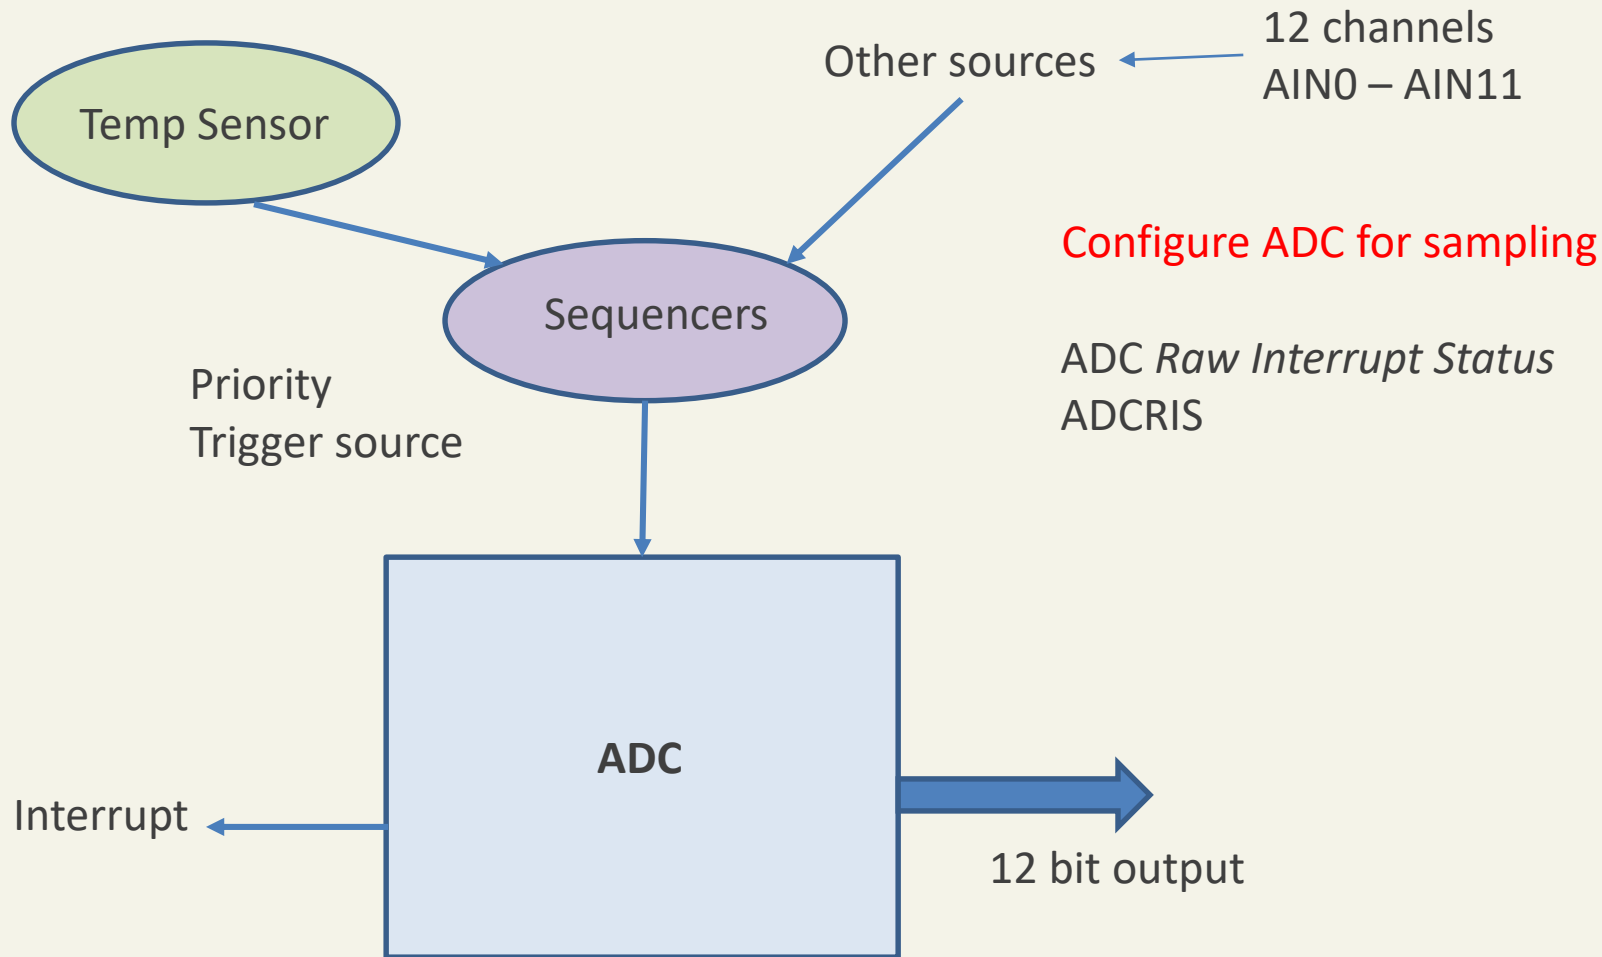 12 channels
AIN0 – AIN11
Other sources
Temp Sensor
Configure ADC for sampling
Sequencers
ADC Raw Interrupt Status
ADCRIS
Priority
Trigger source
ADC
Interrupt
12 bit output